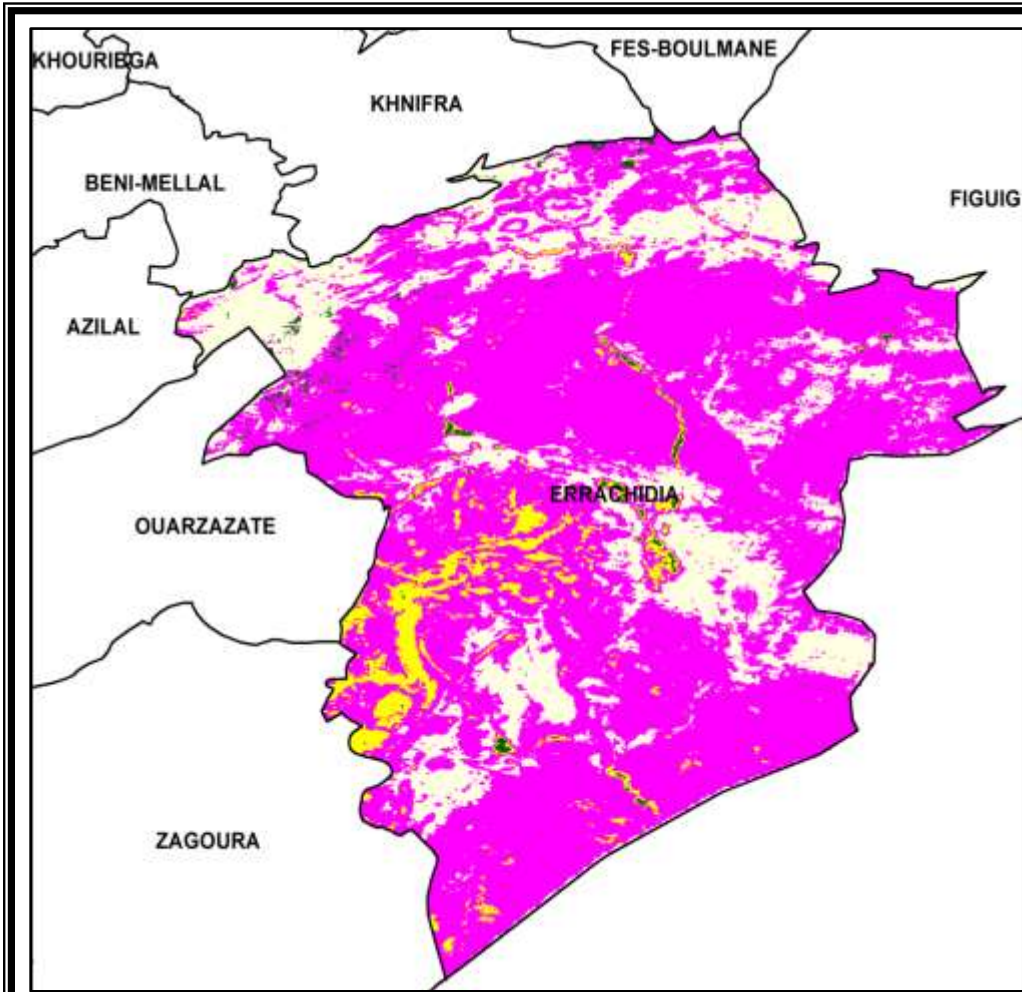 FES-BOULMANE
KHOURIBGA
KHNIFRA
BENI-MELLAL
FIGUIG
AZILAL
ERRACHIDIA
OUARZAZATE
ZAGOURA